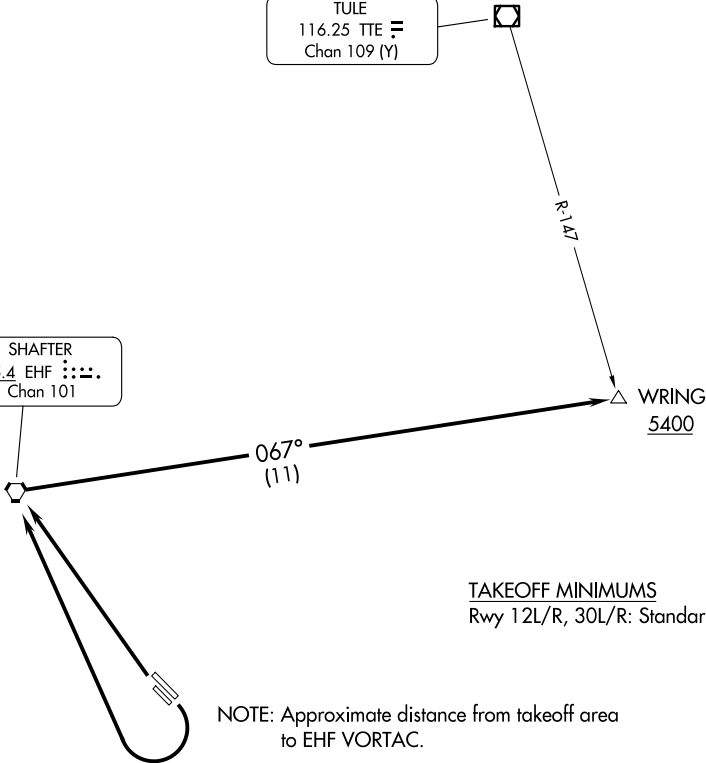 TULE
116.25 TTE
Chan 109 (Y)
R-147
SHAFTER
.4 EHF
Chan 101
WRING
5400
067°
(11)
TAKEOFF MINIMUMS
Rwy 12L/R, 30L/R: Standar
NOTE: Approximate distance from takeoff area
to EHF VORTAC.